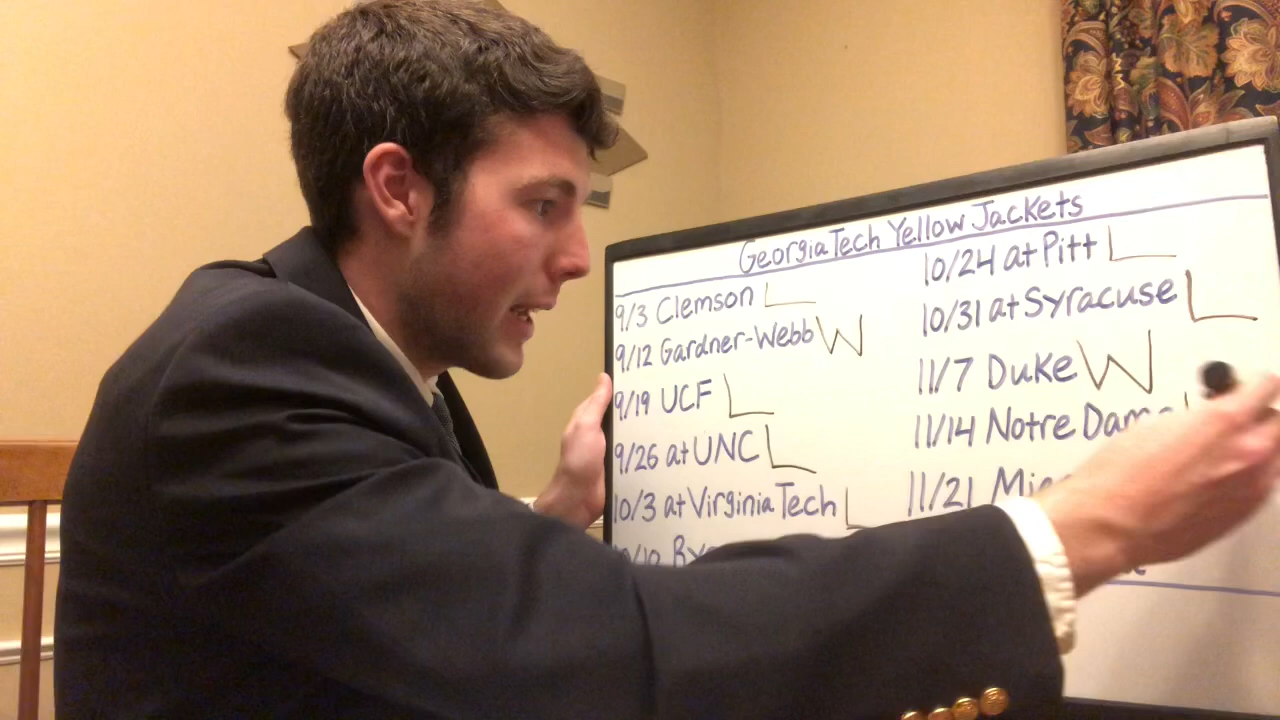 Georgia Tech Yellow Jackets
9/3 Clemson L
9/12 Gardner-Webb W
9/19 UCF L
9/26 at UNC L
10/3 at Virginia Tech L
10/24 at Pitt L
10/31 at Syracuse L
11/7 Duke W
11/14 Notre
11/21